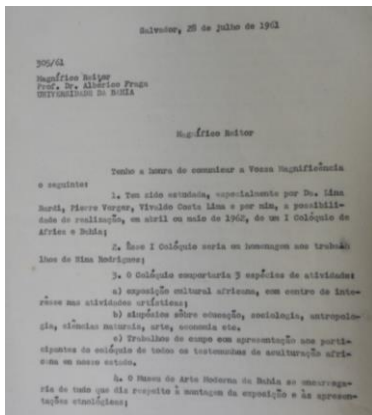 Salvador, 28 de julho de 1961
505/61
Magnífico Reitor
Prof. Dr. Albérico Fraga
UNIVERSIDADE DA BAHIA
Magnífico Reitor
Tenho a honra de comunicar a Vossa Magnificência
o seguinte:
1. Tem sido estudada, especialmente por Da. Lina
Bardi, Pierre Verger, Vivaldo Costa Lima e por mim, a possibili-
dade de realização, em abril ou maio de 1962, de um I Colóquio de
Africa e Bahia;
2. Esse I Colóquio seria em homenagem aos traba
lhos de Nina Rodrigues;
3. O Colóquio comportaria 3 espécies de atividade:
a) exposição cultural africana, com centro de inte-
rêsse nas atividades artísticas;
b) simpósios sôbre educação, sociologia, antropolo-
gia, ciências naturais, arte, economia etc.
c) Trabalhos de campo com apresentação aos parti-
cipantes do colóquio de todos os testemunhos de aculturação afri-
cana em nosso estado.
4. O Museu de Arte Moderna da Bahia se encarrega-
ria de tudo que diz respeito à montagem da exposição e às apresen-
tações etnológicas;